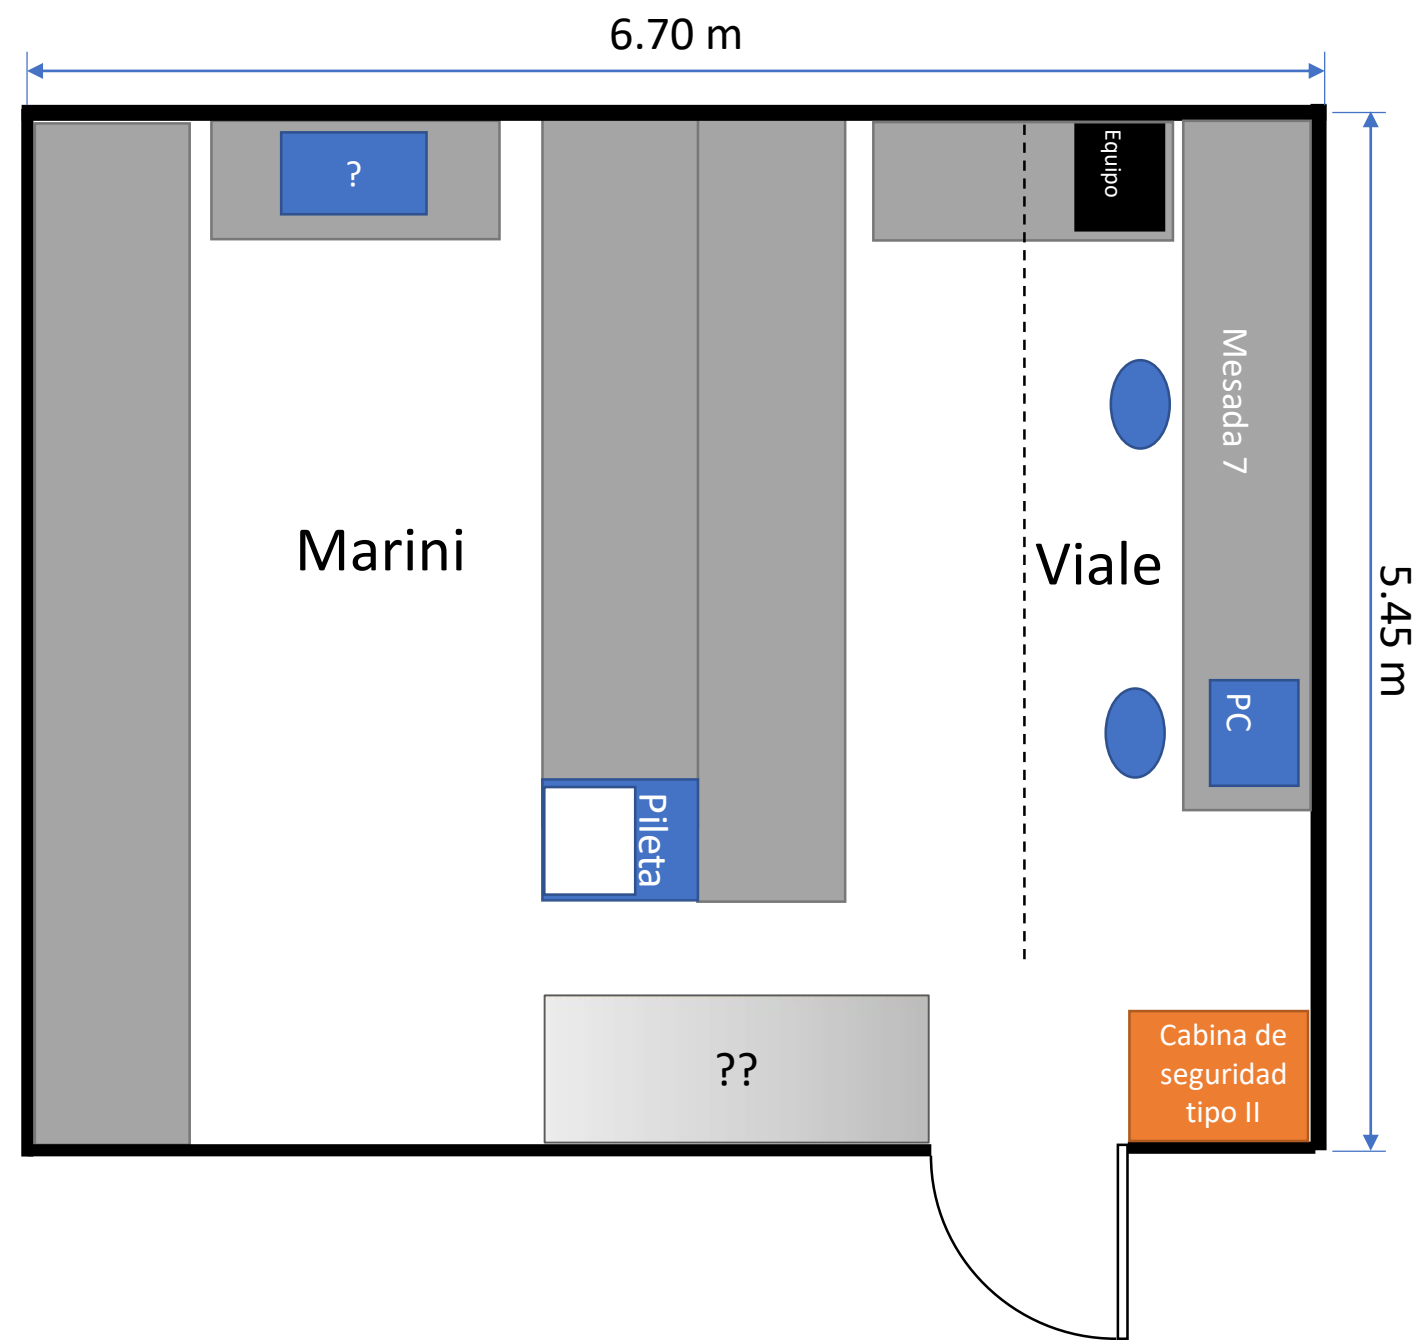 6.70 m
?
Equipo
Mesada 7
Marini
Viale
5.45 m
PC
Pileta
??
Cabina de
seguridad
tipo II